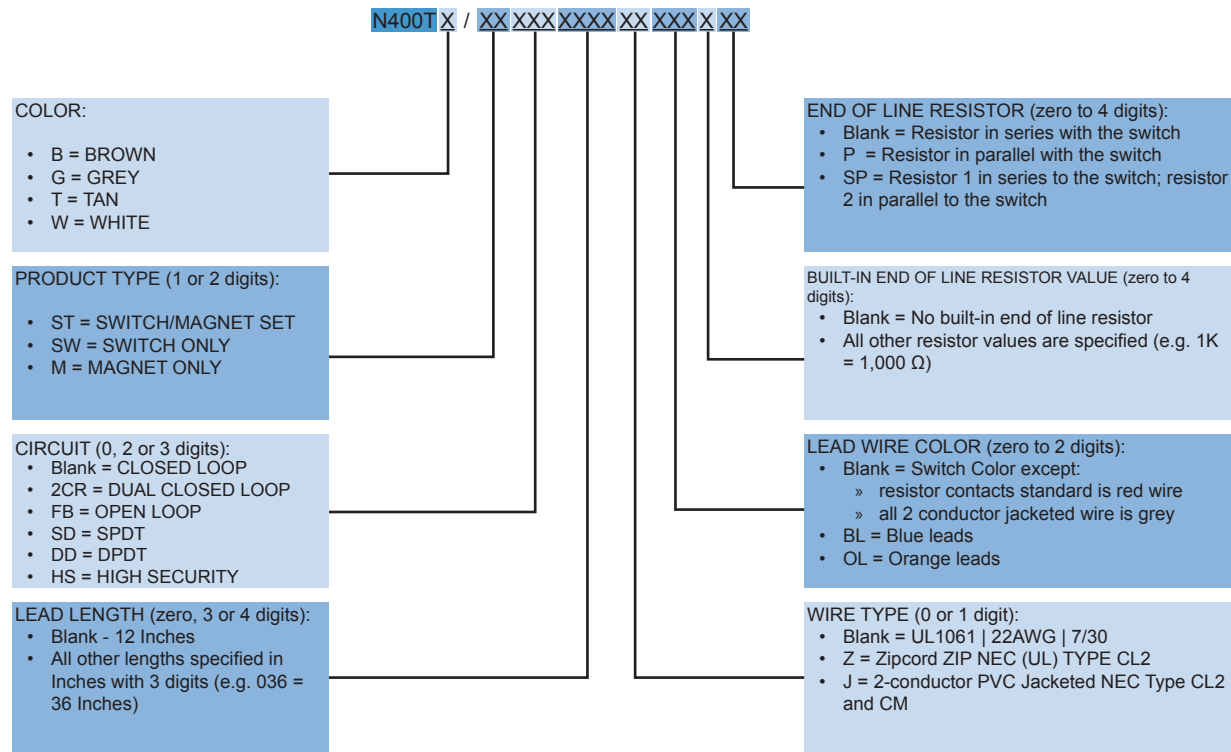 N400T X / XX XXX XXXX XX XXX X XX
COLOR:
• B = BROWN
• G = GREY
• T = TAN
• W = WHITE
PRODUCT TYPE (1 or 2 digits):
• ST = SWITCH/MAGNET SET
• SW = SWITCH ONLY
• M = MAGNET ONLY
CIRCUIT (0, 2 or 3 digits):
• Blank = CLOSED LOOP
• 2CR = DUAL CLOSED LOOP
• FB = OPEN LOOP
• SD = SPDT
• DD = DPDT
• HS = HIGH SECURITY
LEAD LENGTH (zero, 3 or 4 digits):
• Blank - 12 Inches
• All other lengths specified in
Inches with 3 digits (e.g. 036 =
36 Inches)
END OF LINE RESISTOR (zero to 4 digits):
• Blank = Resistor in series with the switch
• P = Resistor in parallel with the switch
• SP = Resistor 1 in series to the switch; resistor
2 in parallel to the switch
BUILT-IN END OF LINE RESISTOR VALUE (zero to 4
digits):
• Blank = No built-in end of line resistor
• All other resistor values are specified (e.g. 1K
= 1,000 Ω)
LEAD WIRE COLOR (zero to 2 digits):
• Blank = Switch Color except:
» resistor contacts standard is red wire
» all 2 conductor jacketed wire is grey
• BL = Blue leads
• OL = Orange leads
WIRE TYPE (0 or 1 digit):
• Blank = UL1061 | 22AWG | 7/30
• Z = Zipcord ZIP NEC (UL) TYPE CL2
• J = 2-conductor PVC Jacketed NEC Type CL2
and CM